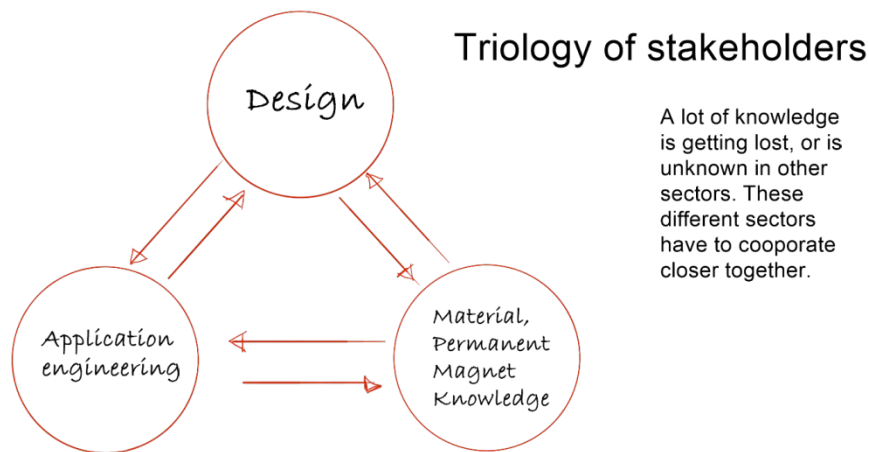 Triology of stakeholders
Design
A lot of knowledge
is getting lost, or is
unknown in other
sectors. These
different sectors
have to cooporate
closer together.
Application
engineering
Material,
Permanent
Magnet
Knowledge